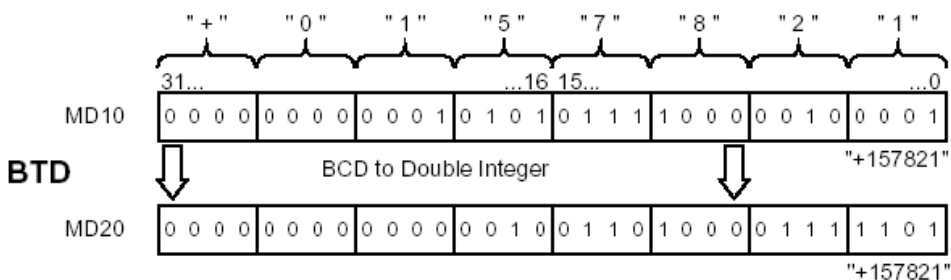 "+" "0" "1" "5" "7" "8" "2" "1"
31... ...16 15... ...0
MD10 0 0 0 0 0 0 0 0 0 0 0 1 0 1 0 1 0 1 1 1 1 0 0 0 0 0 1 0 0 0 0 1
"+157821"
BTD BCD to Double Integer
MD20 0 0 0 0 0 0 0 0 0 0 0 0 0 0 1 0 0 1 1 0 1 0 0 0 0 1 1 1 1 1 0 1
"+157821"